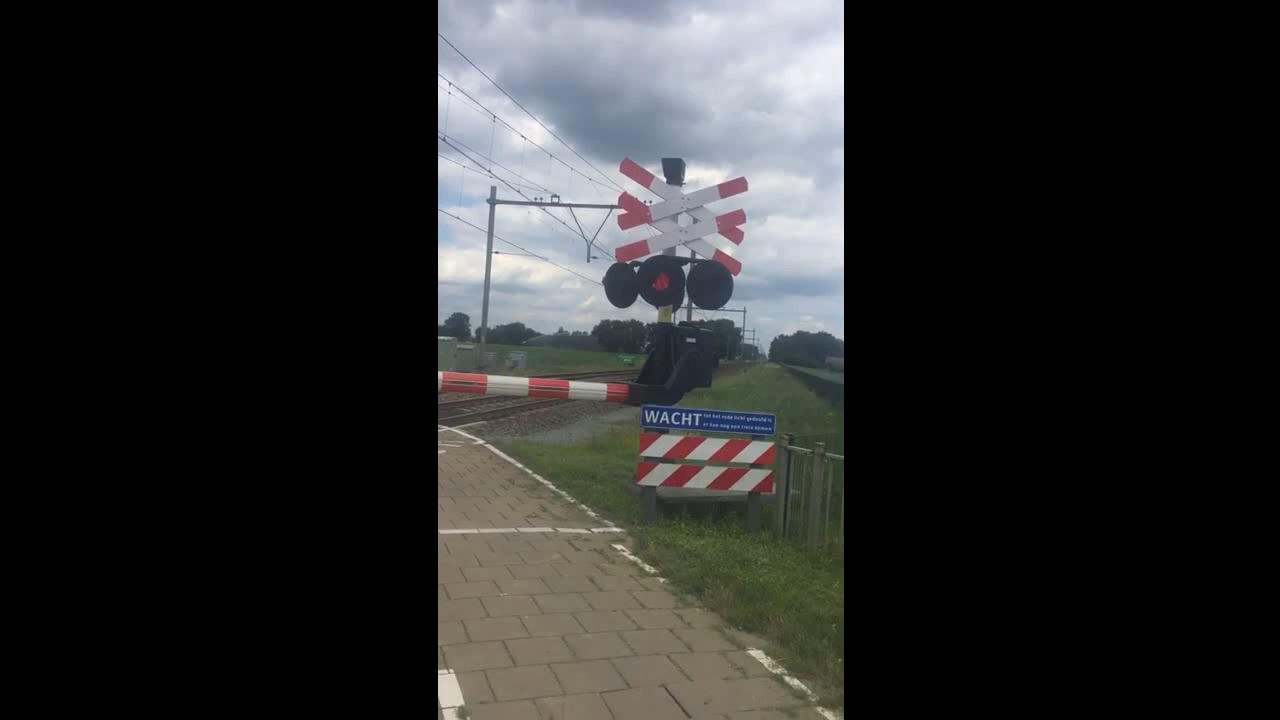 WACHT
tot het rode licht gedoofd is
er kan nog een trein komen